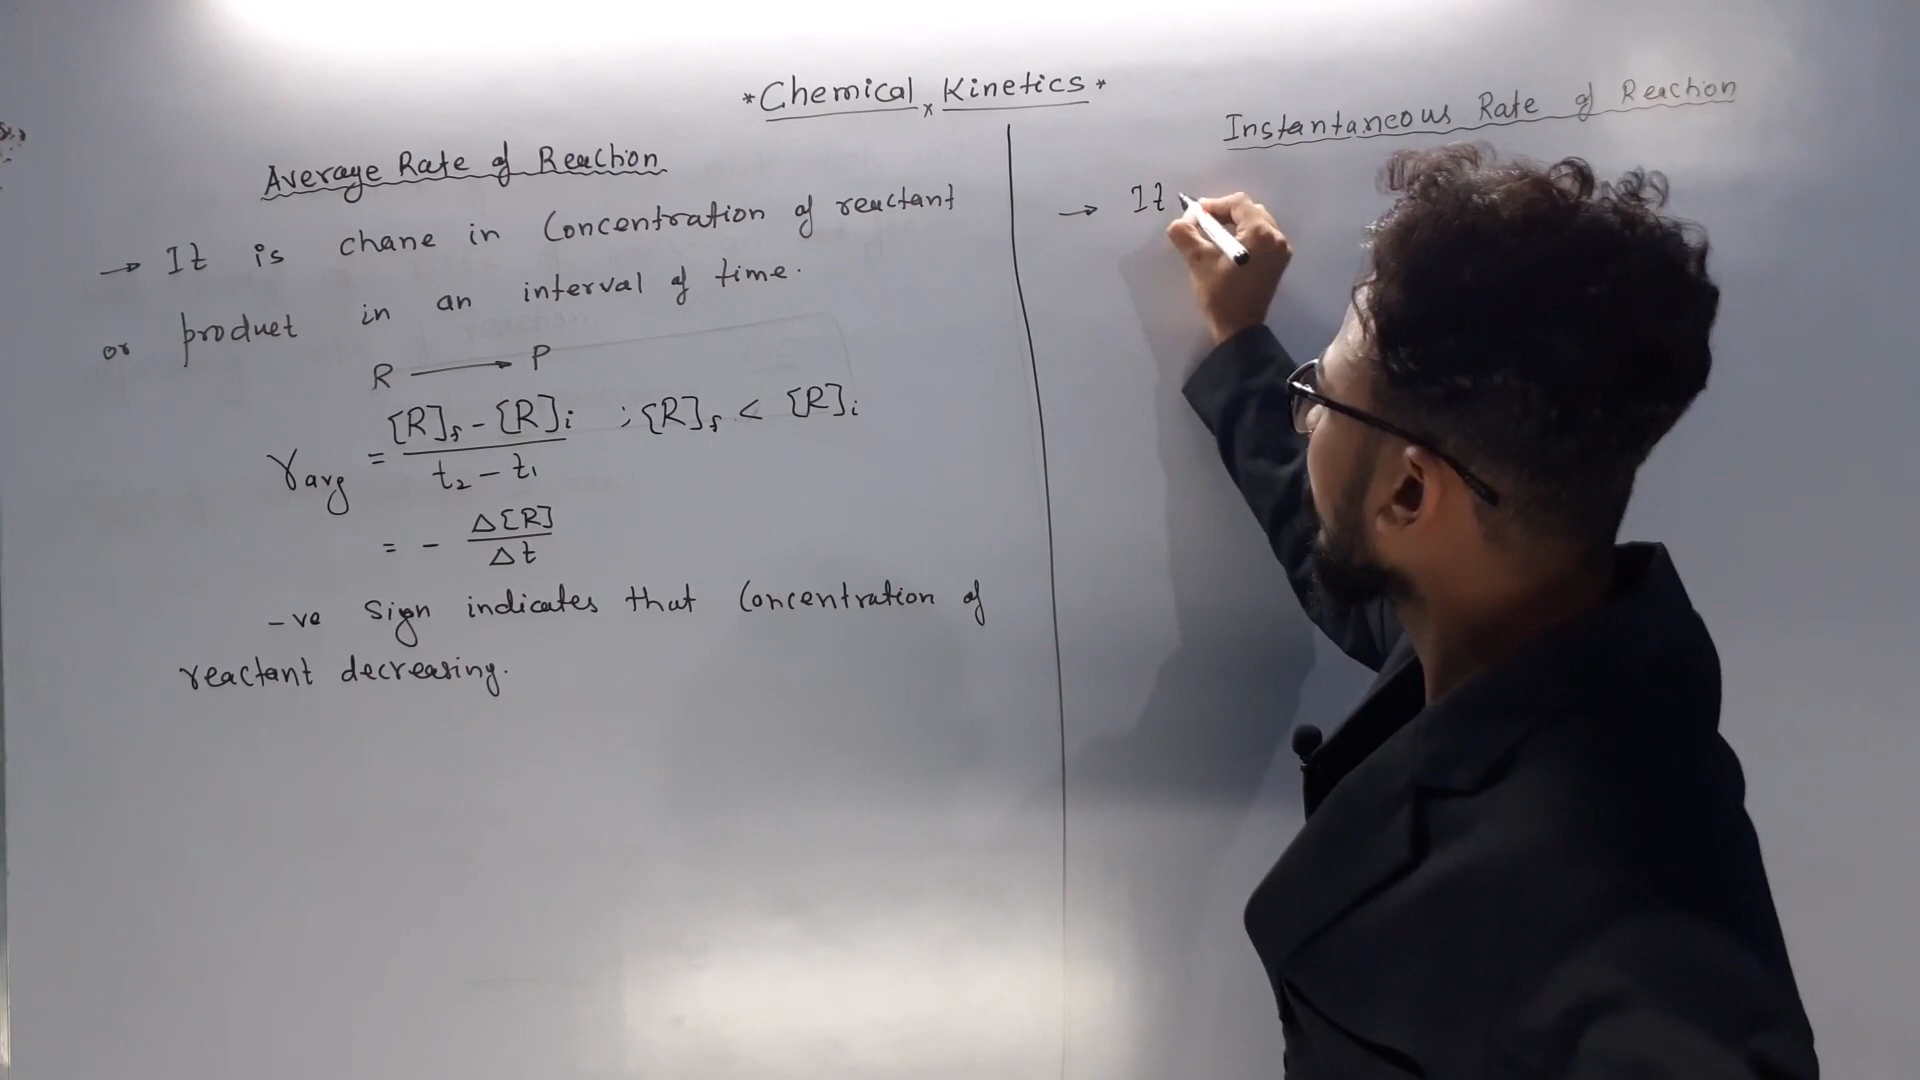 *Chemical x Kinetics*
Average Rate of Reaction
→ It is chane in Concentration of reactant
or product in an interval of time.
R ⟶ P
r avg = [R]f - [R]i / t₂ - t₁ ; [R]f < [R]i
= - Δ[R] / Δt
-ve sign indicates that Concentration of
reactant decreasing.
Instantaneous Rate of Reaction
→ It